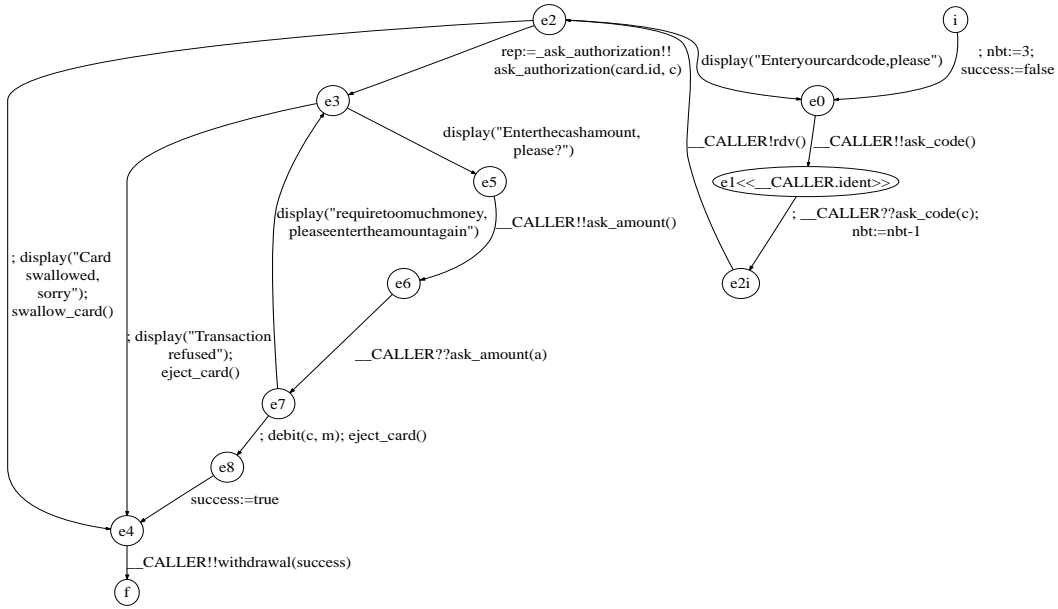 e2
i
rep:=_ask_authorization!!
ask_authorization(card.id, c)
display("Enteryourcardcode,please")
; nbt:=3;
success:=false
e3
e0
display("Enterthecashamount,
please?")
__CALLER!rdv()
__CALLER!!ask_code()
e5
e1<<__CALLER.ident>>
display("requiretoomuchmoney,
pleaseentertheamountagain")
__CALLER!!ask_amount()
; __CALLER??ask_code(c);
nbt:=nbt-1
; display("Card
swallowed,
sorry");
swallow_card()
e6
e2i
; display("Transaction
refused");
eject_card()
__CALLER??ask_amount(a)
e7
; debit(c, m); eject_card()
e8
success:=true
e4
__CALLER!!withdrawal(success)
f